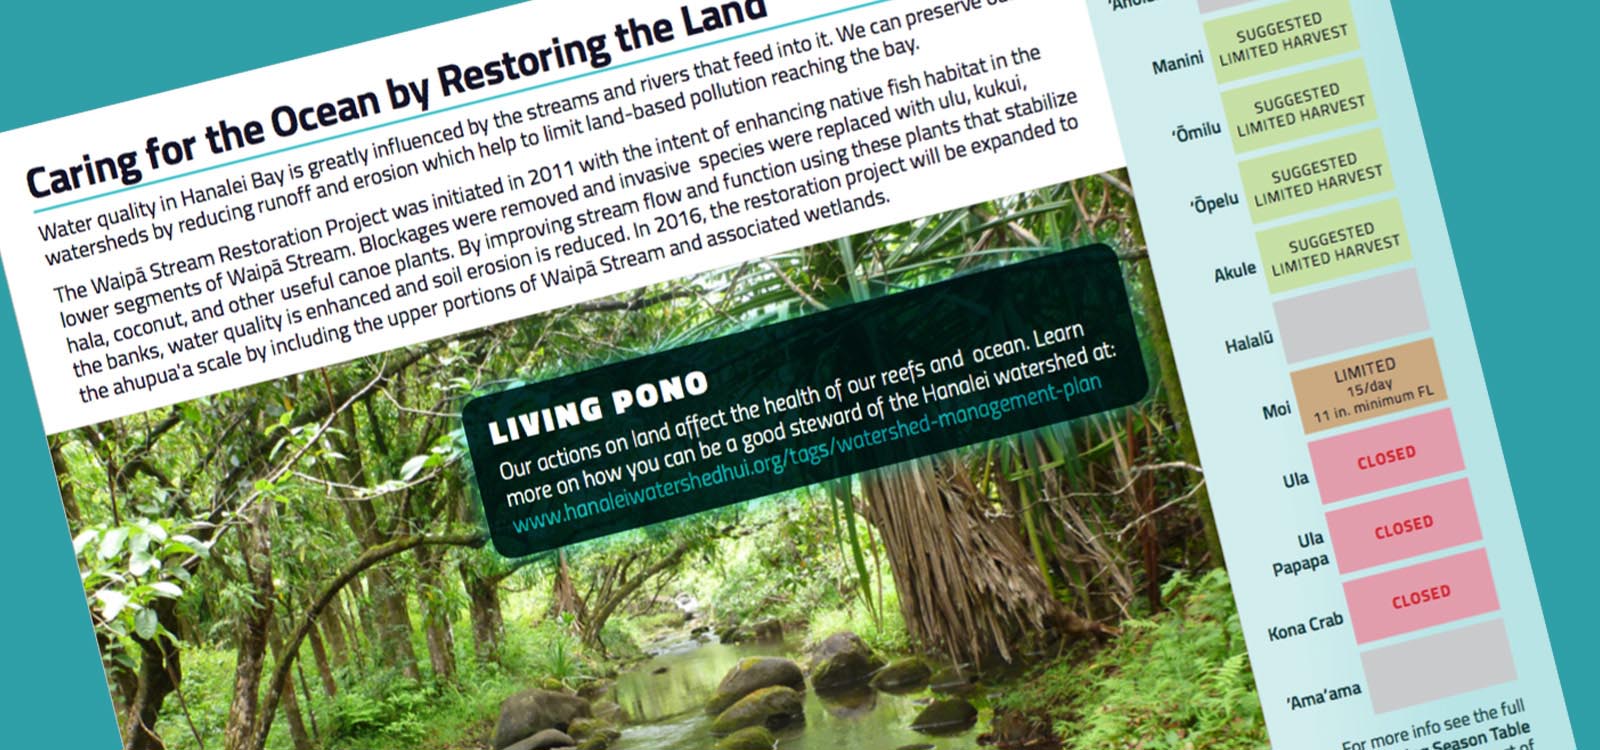 Caring for the Ocean by Restoring the Land
Water quality in Hanalei Bay is greatly influenced by the streams and rivers that feed into it. We can preserve
watersheds by reducing runoff and erosion which help to limit land-based pollution reaching the bay.
The Waipā Stream Restoration Project was initiated in 2011 with the intent of enhancing native fish habitat in the
lower segments of Waipā Stream. Blockages were removed and invasive species were replaced with ulu, kukui,
hala, coconut, and other useful canoe plants. By improving stream flow and function using these plants that stabilize
the banks, water quality is enhanced and soil erosion is reduced. In 2016, the restoration project will be expanded to
the ahupua'a scale by including the upper portions of Waipā Stream and associated wetlands.
LIVING PONO
Our actions on land affect the health of our reefs and ocean. Learn
more on how you can be a good steward of the Hanalei watershed at:
www.hanaleiwatershedhui.org/tags/watershed-management-plan
Manini
SUGGESTED
LIMITED HARVEST
‘Ōmilu
SUGGESTED
LIMITED HARVEST
‘Ōpelu
SUGGESTED
LIMITED HARVEST
Akule
SUGGESTED
LIMITED HARVEST
Halalū
Moi
LIMITED
15/day
11 in. minimum FL
Ula
CLOSED
Ula
Papapa
CLOSED
Kona Crab
CLOSED
‘Ama‘ama
For more info see the full
Season Table